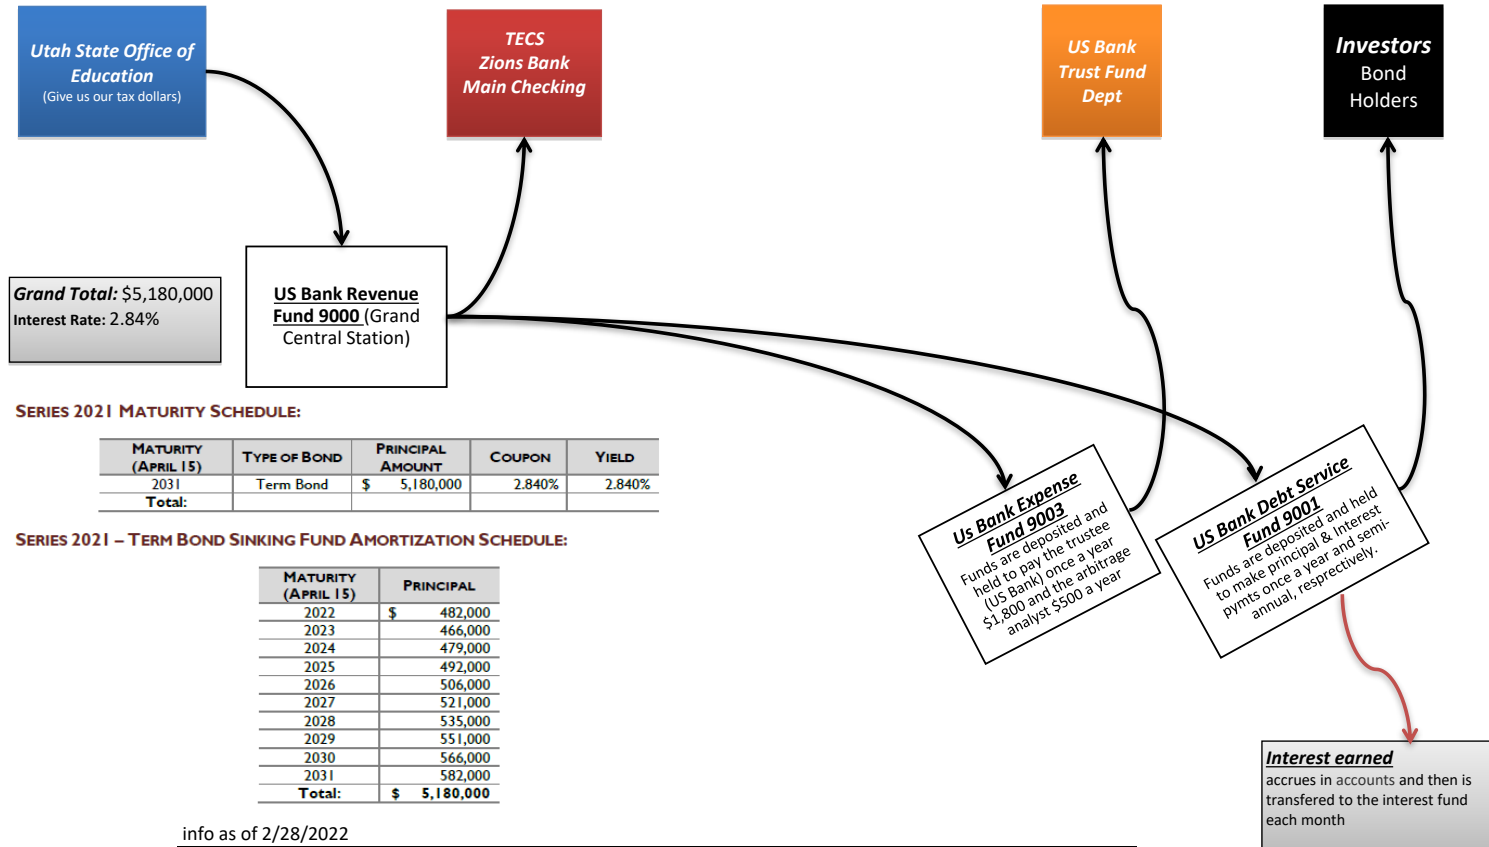 Utah State Office of
Education
(Give us our tax dollars)
TECS
Zions Bank
Main Checking
US Bank
Trust Fund
Dept
Investors
Bond
Holders
Grand Total: $5,180,000
Interest Rate: 2.84%
US Bank Revenue
Fund 9000 (Grand
Central Station)
SERIES 2021 MATURITY SCHEDULE:
MATURITY (APRIL 15) TYPE OF BOND PRINCIPAL AMOUNT COUPON YIELD
2031 Term Bond $ 5,180,000 2.840% 2.840%
Total:
SERIES 2021 – TERM BOND SINKING FUND AMORTIZATION SCHEDULE:
MATURITY (APRIL 15) PRINCIPAL
2022 $ 482,000
2023 466,000
2024 479,000
2025 492,000
2026 506,000
2027 521,000
2028 535,000
2029 551,000
2030 566,000
2031 582,000
Total: $ 5,180,000
Us Bank Expense
Fund 9003
Funds are deposited and
held to pay the trustee
(US Bank) once a year
$1,800 and the arbitrage
analyst $500 a year
US Bank Debt Service
Fund 9001
Funds are deposited and held
to make principal & Interest
pymts once a year and semi-
annual, resprectively.
Interest earned
accrues in accounts and then is
transfered to the interest fund
each month
info as of 2/28/2022